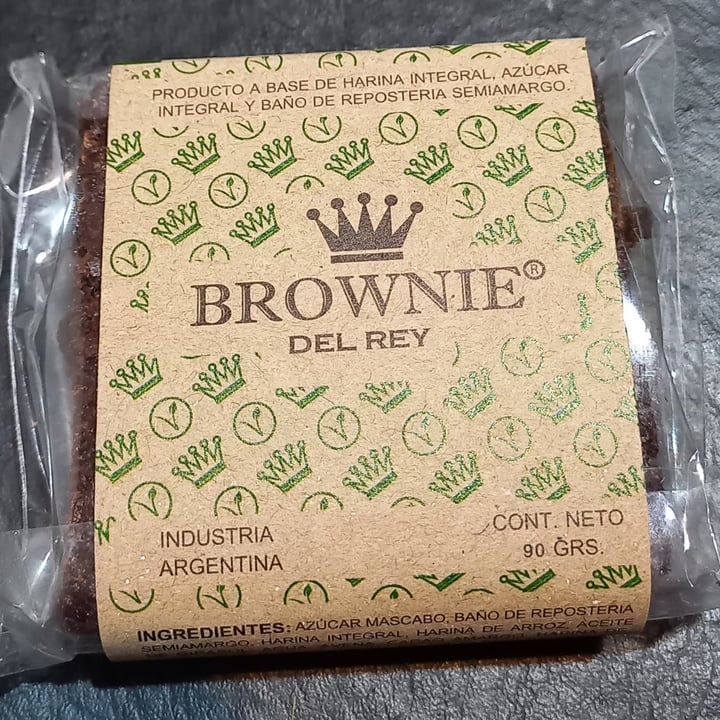 PRODUCTO A BASE DE HARINA INTEGRAL, AZÚCAR
INTEGRAL Y BAÑO DE REPOSTERIA SEMIAMARGO.
BROWNIE®
DEL REY
INDUSTRIA
ARGENTINA
CONT. NETO
90 GRS.
INGREDIENTES: AZÚCAR MASCABO, BAÑO DE REPOSTERIA
SEMIAMARGO, HARINA INTEGRAL, HARINA DE ARROZ, ACEITE